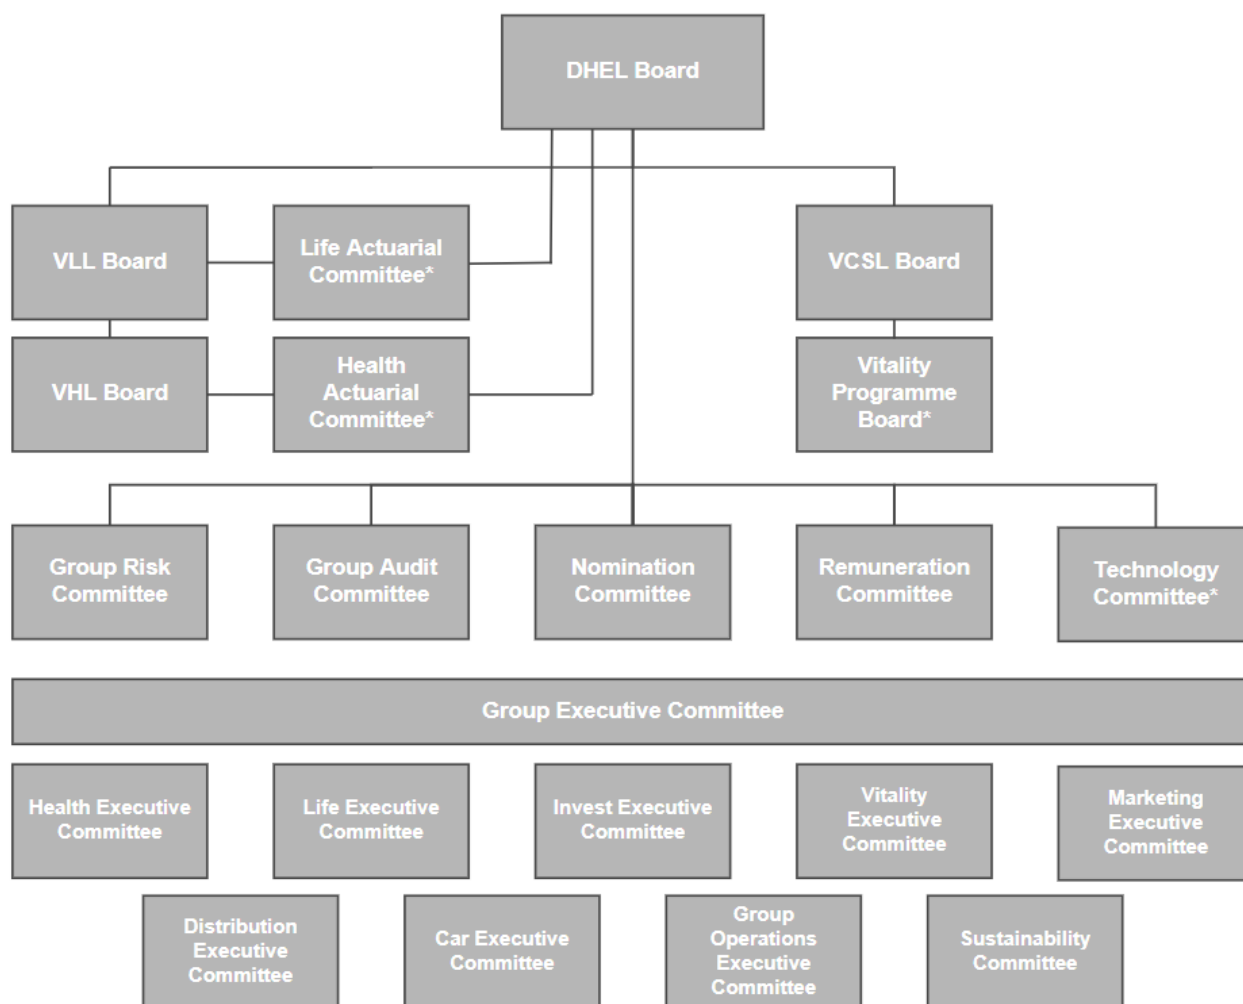 DHEL Board
VLL Board
Life Actuarial
Committee*
VCSL Board
VHL Board
Health
Actuarial
Committee*
Vitality
Programme
Board*
Group Risk
Committee
Group Audit
Committee
Nomination
Committee
Remuneration
Committee
Technology
Committee*
Group Executive Committee
Health Executive
Committee
Life Executive
Committee
Invest Executive
Committee
Vitality
Executive
Committee
Marketing
Executive
Committee
Distribution
Executive
Committee
Car Executive
Committee
Group
Operations
Executive
Committee
Sustainability
Committee